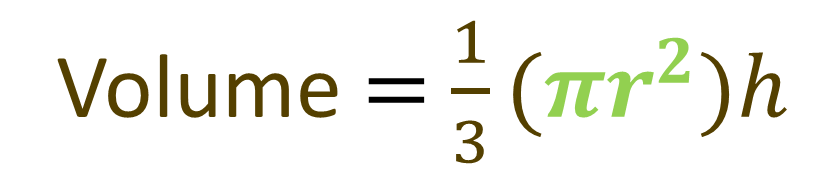 Volume = 1/3 (πr²)h